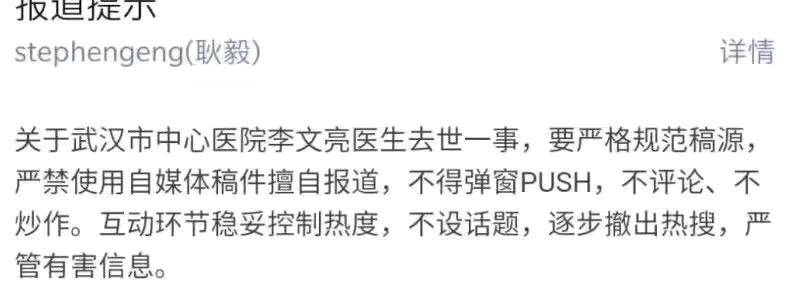 报道提示
stephengeng(耿毅)
详情
关于武汉市中心医院李文亮医生去世一事，要严格规范稿源，
严禁使用自媒体稿件擅自报道，不得弹窗PUSH，不评论、不
炒作。互动环节稳妥控制热度，不设话题，逐步撤出热搜，严
管有害信息。